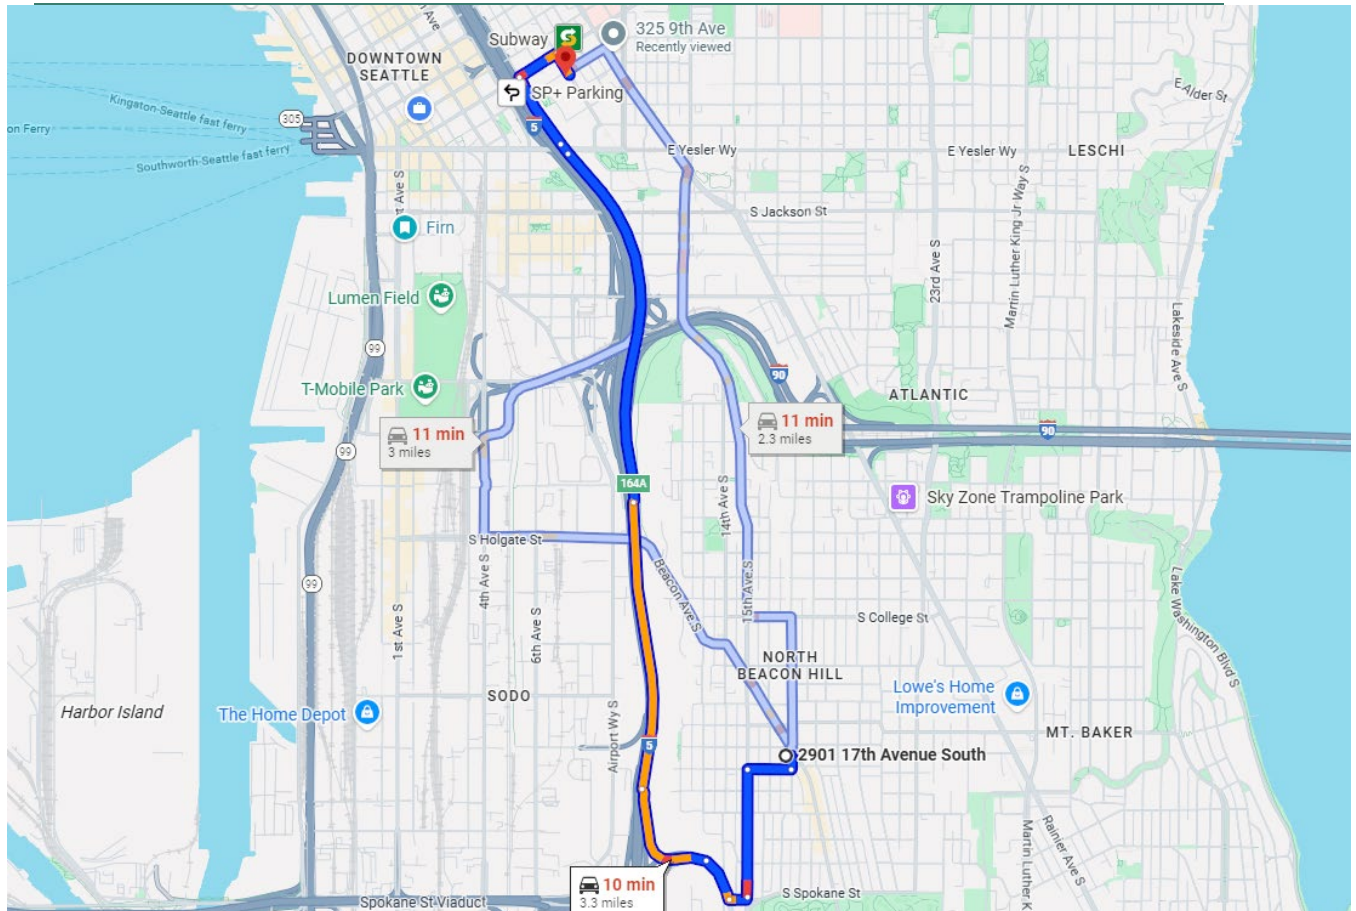 Subway
325 9th Ave
Recently viewed
DOWNTOWN
SEATTLE
SP+ Parking
E Alder St
Kingston-Seattle fast ferry
305
on Ferry
Southworth-Seattle fast ferry
5
E Yesler Wy
E Yesler Wy
LESCHI
S Jackson St
Firn
23rd Ave S
Martin Luther King Jr Way S
Lumen Field
Lakeside Ave S
99
T-Mobile Park
90
ATLANTIC
11 min
3 miles
11 min
2.3 miles
90
99
164A
14th Ave S
Sky Zone Trampoline Park
S Holgate St
99
4th Ave S
Beacon Ave S
15th Ave S
Lake Washington Blvd S
1st Ave S
6th Ave S
S College St
NORTH
BEACON HILL
SODO
Lowe's Home
Improvement
Harbor Island
The Home Depot
Airport Wy S
5
MT. BAKER
2901 17th Avenue South
Rainier Ave S
Martin Luther K
10 min
3.3 miles
S Spokane St
Spokane St Viaduct